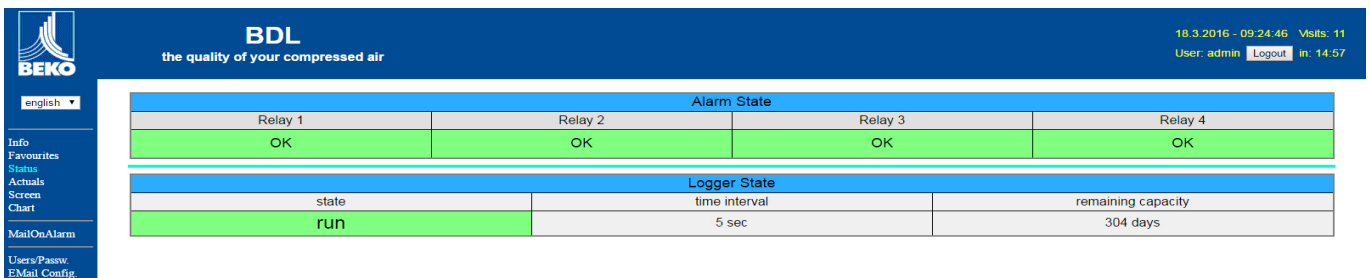 BEKO
BDL
the quality of your compressed air
18.3.2016 - 09:24:46 Visits: 11
User: admin Logout in: 14:57
english
Info
Favourites
Status
Actuals
Screen
Chart
MailOnAlarm
Users/Passw.
EMail Config.
Alarm State
Relay 1 Relay 2 Relay 3 Relay 4
OK OK OK OK
Logger State
state time interval remaining capacity
run 5 sec 304 days